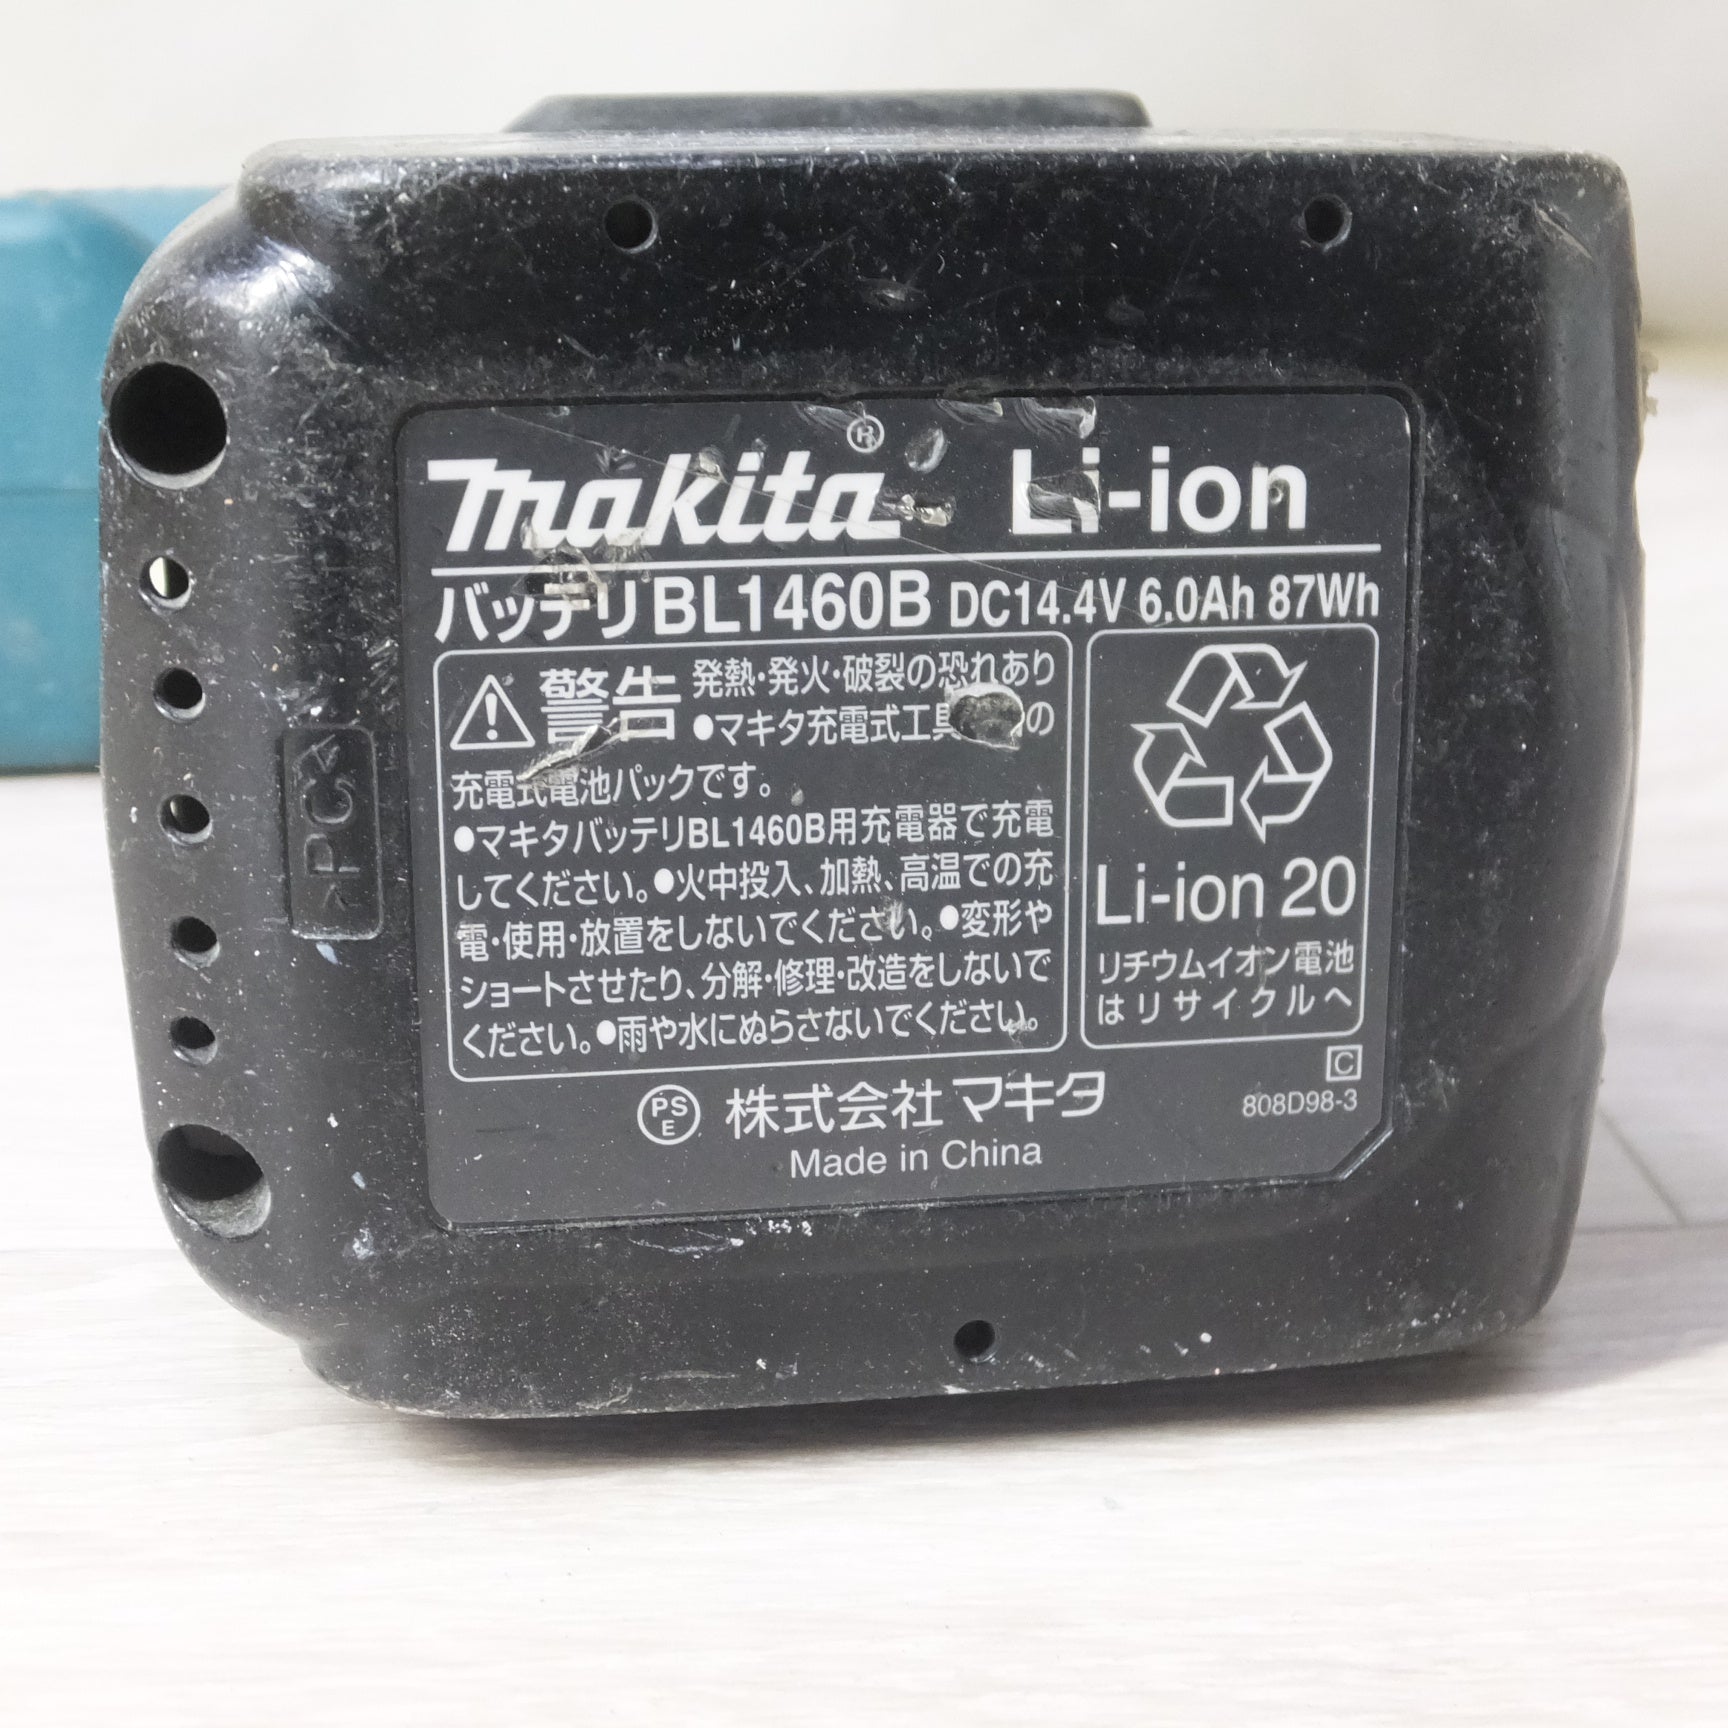 makita® Li-ion
バッテリBL1460B DC14.4V 6.0Ah 87Wh
警告 発熱・発火・破裂の恐れあり
●マキタ充電式工具 の
充電式電池パックです。
●マキタバッテリBL1460B用充電器で充電
してください。●火中投入、加熱、高温での充
電・使用・放置をしないでください。●変形や
ショートさせたり、分解・修理・改造をしないで
ください。●雨や水にぬらさないでください。
Li-ion 20
リチウムイオン電池
はリサイクルへ
C
PS
E
株式会社マキタ
808D98-3
Made in China
>PC<